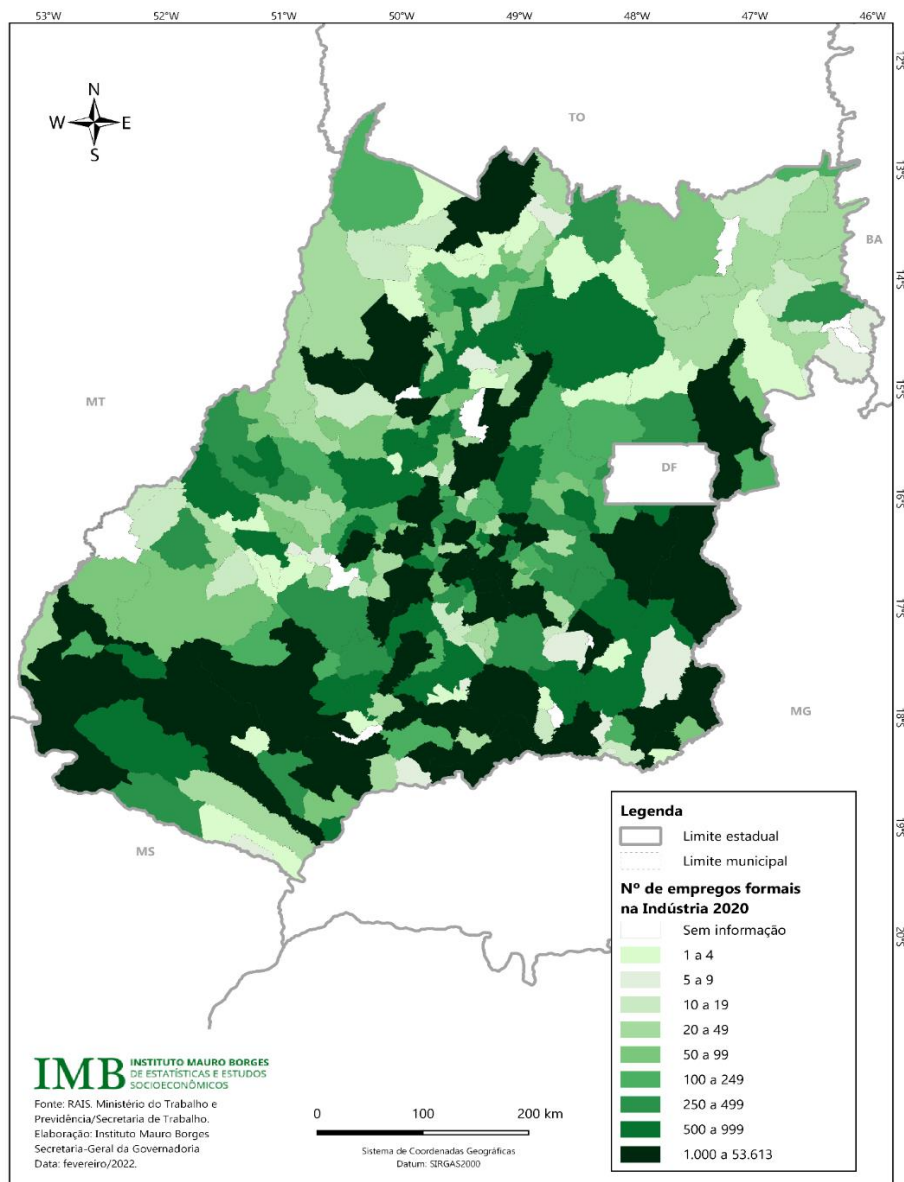 53°W 52°W 51°W 50°W 49°W 48°W 47°W 46°W
12°S
13°S
14°S
15°S
16°S
17°S
18°S
19°S
20°S
N
W E
S
TO
BA
MT
DF
MG
MS
Legenda
Limite estadual
Limite municipal
Nº de empregos formais
na Indústria 2020
Sem informação
1 a 4
5 a 9
10 a 19
20 a 49
50 a 99
100 a 249
250 a 499
500 a 999
1.000 a 53.613
IMB INSTITUTO MAURO BORGES
DE ESTATÍSTICAS E ESTUDOS
SOCIOECONÔMICOS
Fonte: RAIS. Ministério do Trabalho e
Previdência/Secretaria de Trabalho.
Elaboração: Instituto Mauro Borges
Secretaria-Geral da Governadoria
Data: fevereiro/2022.
0 100 200 km
Sistema de Coordenadas Geográficas
Datum: SIRGAS2000